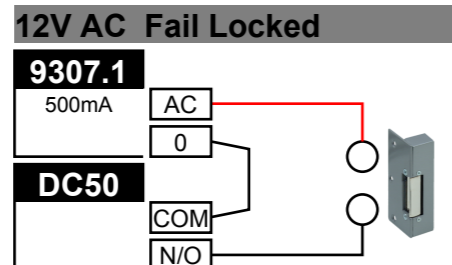 12V AC Fail Locked
9307.1
500mA
AC
0
DC50
COM
N/O